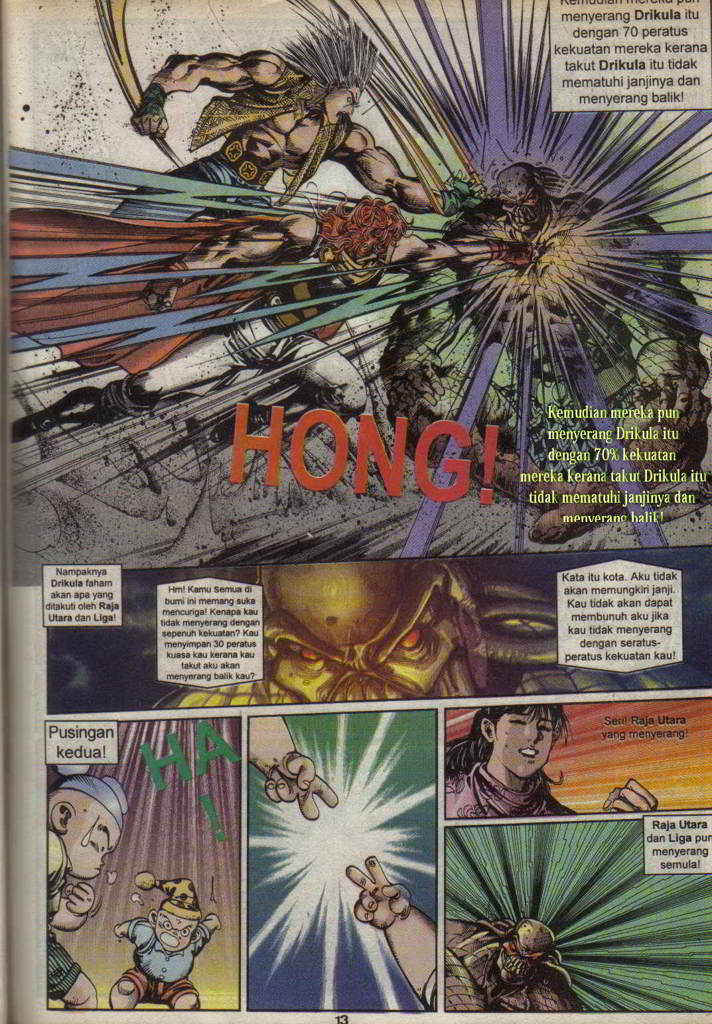 Kemudian mereka pun
menyerang Drikula itu
dengan 70 peratus
kekuatan mereka kerana
takut Drikula itu tidak
mematuhi janjinya dan
menyerang balik!
HONG!
Kemudian mereka pun
menyerang Drikula itu
dengan 70% kekuatan
mereka kerana takut Drikula itu
tidak mematuhi janjinya dan
menyerang balik!
Nampaknya
Drikula faham
akan apa yang
ditakuti oleh Raja
Utara dan Liga!
Hm! Kamu semua di
bumi ini memang suka
mencuriga! Kenapa kau
tidak menyerang dengan
sepenuh kekuatan? Kau
menyimpan 30 peratus
kuasa kau kerana kau
takut aku akan
menyerang balik kau?
Kata itu kota. Aku tidak
akan memungkiri janji.
Kau tidak akan dapat
membunuh aku jika
kau tidak menyerang
dengan seratus-
peratus kekuatan kau!
Pusingan
kedua!
HA
!
Seri! Raja Utara
yang menyerang!
Raja Utara
dan Liga pun
menyerang
semula!
13